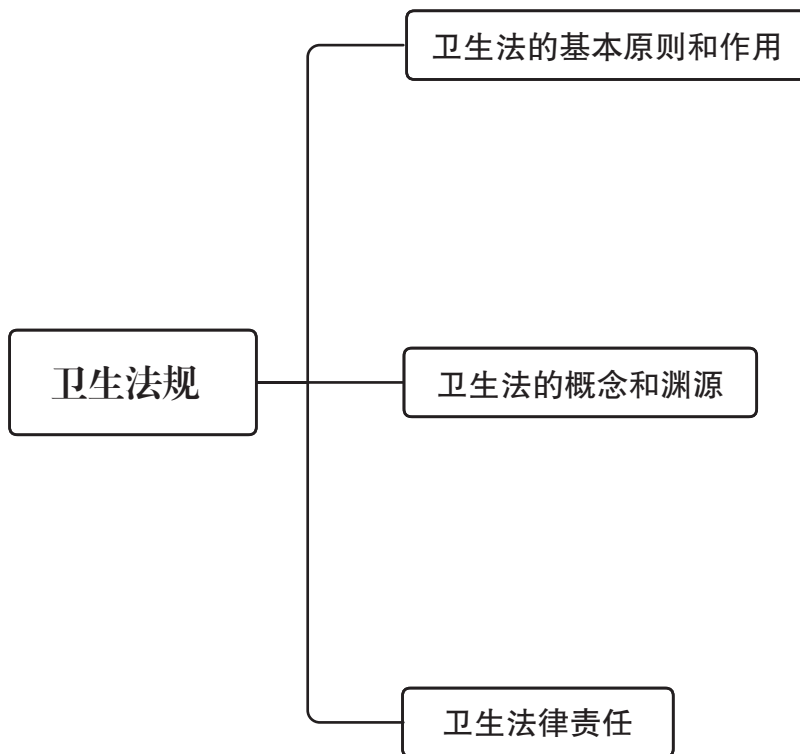 卫生法的基本原则和作用
卫生法规
卫生法的概念和渊源
卫生法律责任